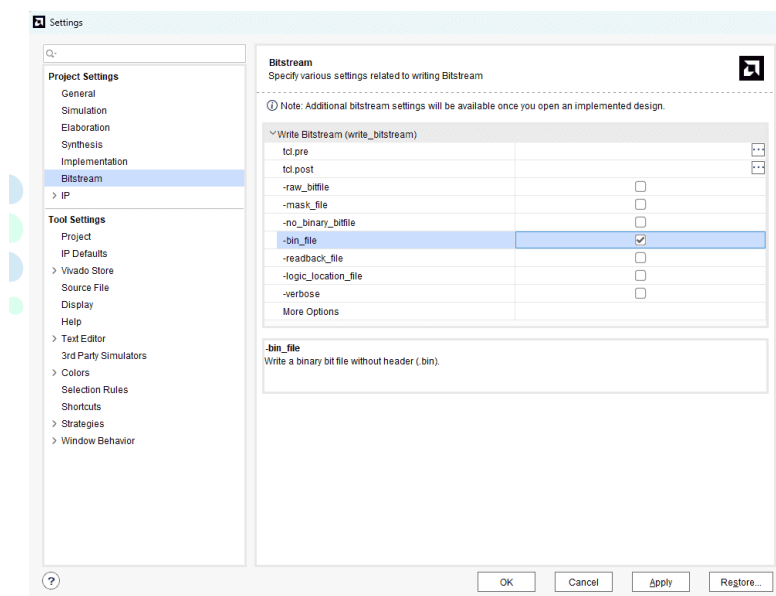 Settings
Q-
Project Settings
General
Simulation
Elaboration
Synthesis
Implementation
Bitstream
> IP
Tool Settings
Project
IP Defaults
> Vivado Store
Source File
Display
Help
> Text Editor
3rd Party Simulators
> Colors
Selection Rules
Shortcuts
> Strategies
> Window Behavior
Bitstream
Specify various settings related to writing Bitstream
Note: Additional bitstream settings will be available once you open an implemented design.
Write Bitstream (write_bitstream)
tcl.pre
...
tcl.post
...
-raw_bitfile
-mask_file
-no_binary_bitfile
-bin_file
-readback_file
-logic_location_file
-verbose
More Options
-bin_file
Write a binary bit file without header (.bin).
?
OK
Cancel
Apply
Restore...